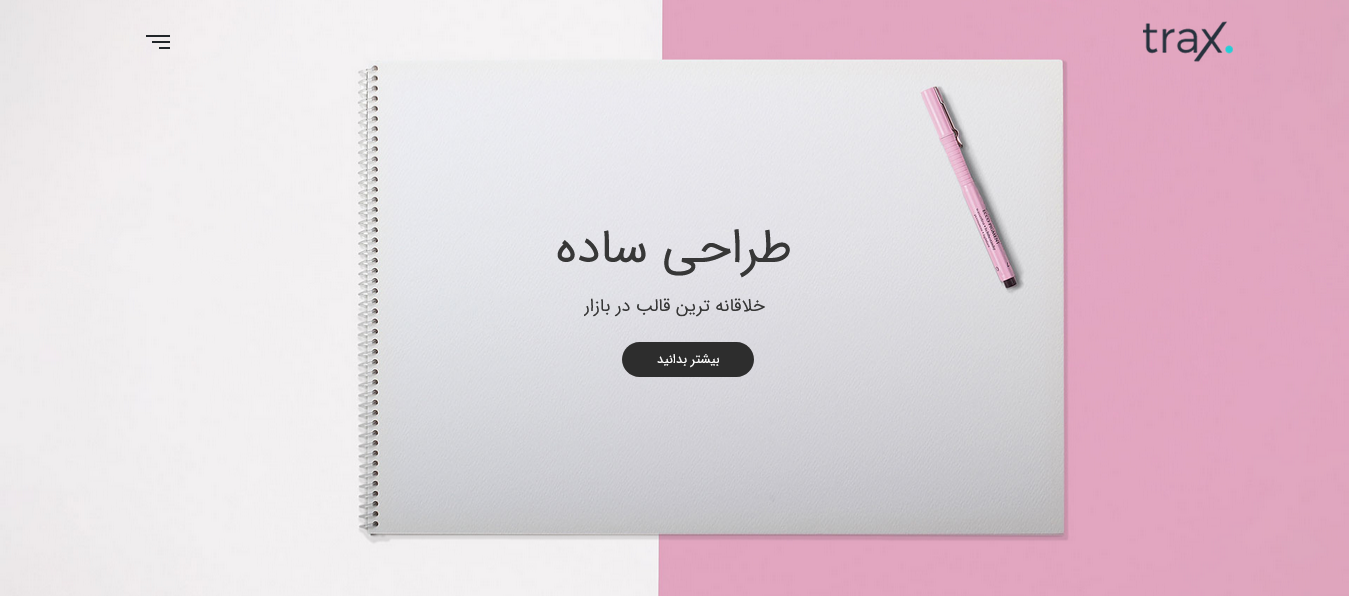 trax.
طراحی ساده
خلاقانه ترین قالب در بازار
بیشتر بدانید